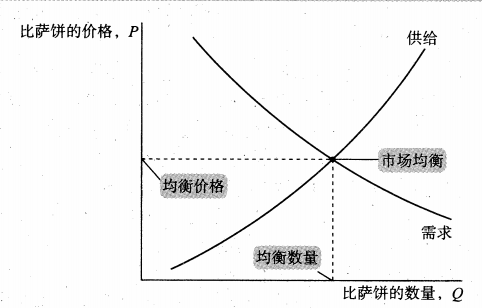 比萨饼的价格，P
供给
市场均衡
均衡价格
需求
均衡数量
比萨饼的数量，Q